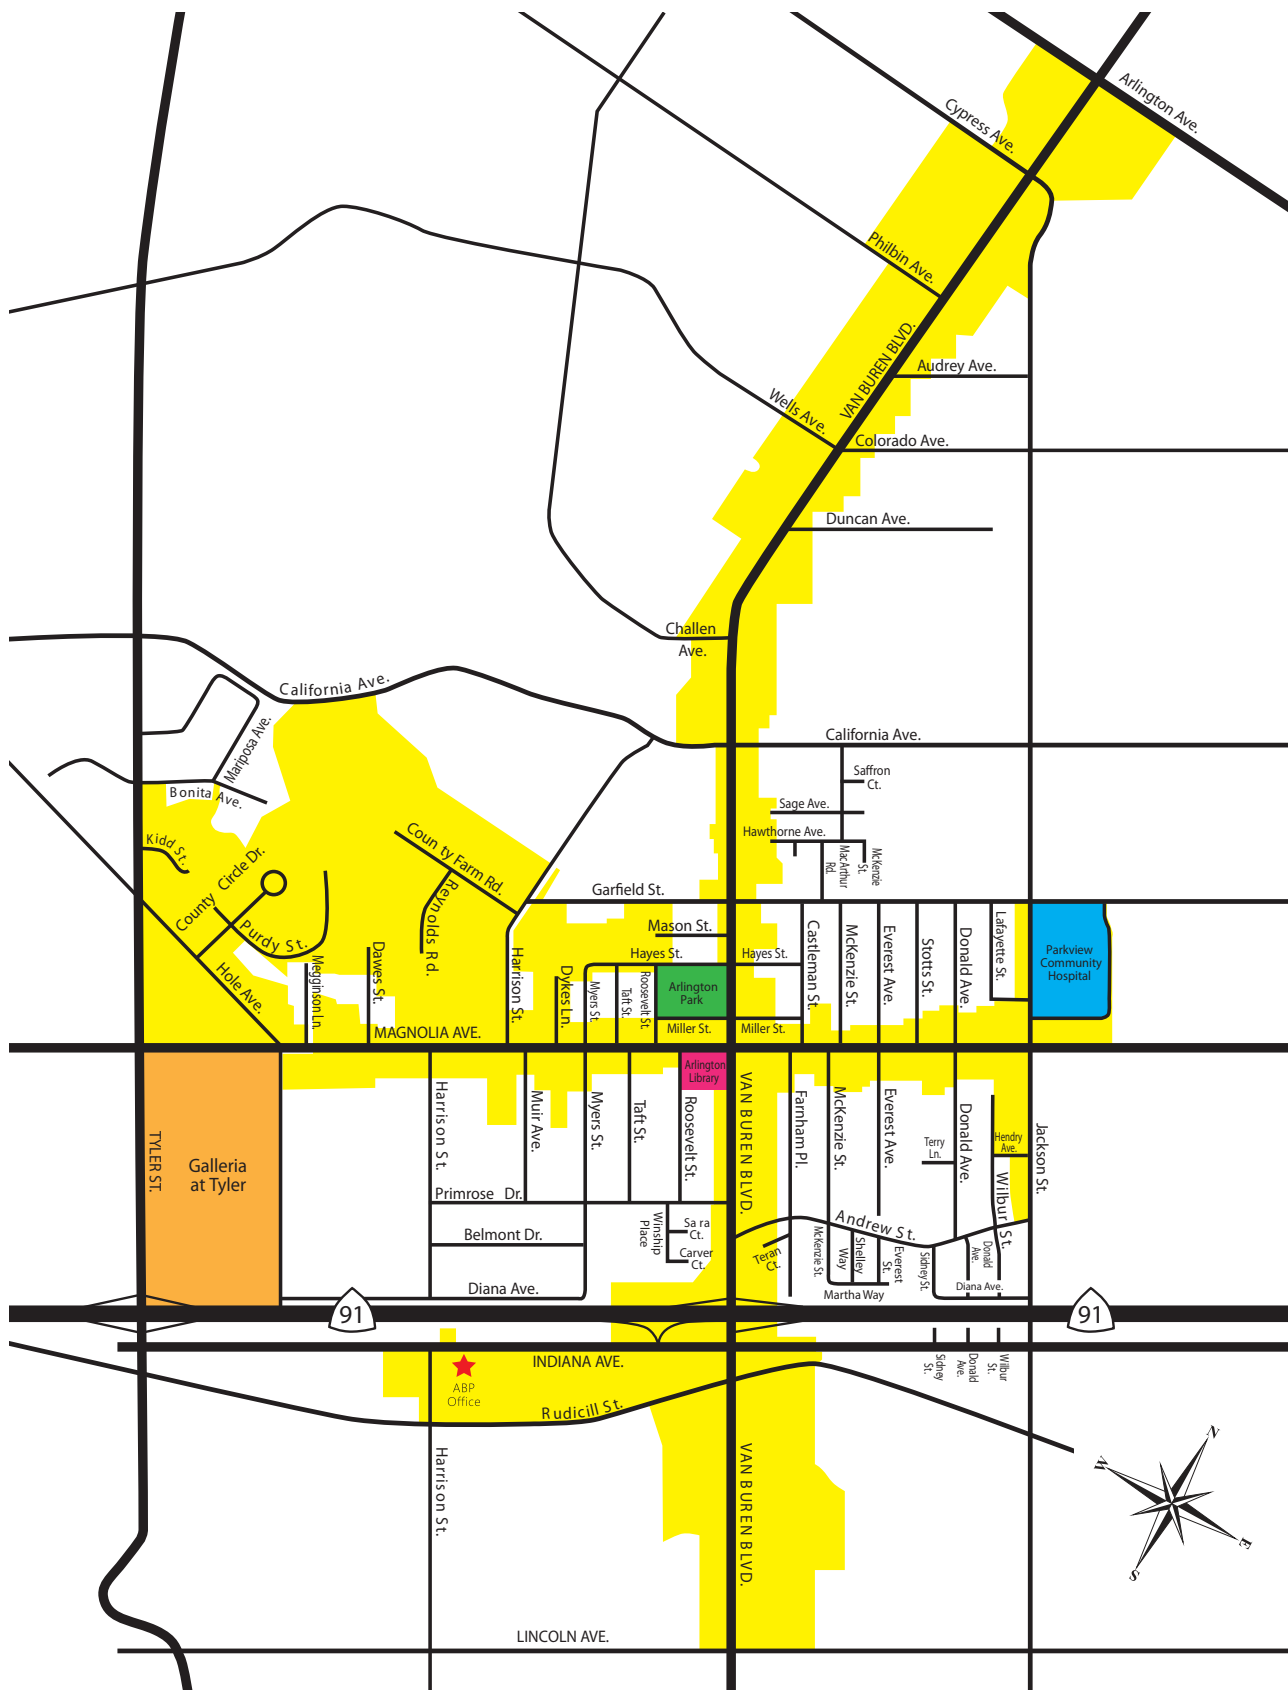 Arlington Ave.
Cypress Ave.
Philbin Ave.
VAN BUREN BLVD.
Audrey Ave.
Wells Ave.
Colorado Ave.
Duncan Ave.
Challen
Ave.
California Ave.
California Ave.
Mariposa Ave.
Bonita Ave.
Saffron
Ct.
Sage Ave.
Hawthorne Ave.
MacArthur
Rd.
McKenzie
St.
Kidd St.
County Circle Dr.
Purdy St.
Coun ty Farm Rd.
Reynolds Rd.
Garfield St.
Mason St.
Hayes St.
Hayes St.
Hole Ave.
Megginson Ln.
Dawes St.
Harrison St.
Dykes Ln.
Myers St.
Taft St.
Roosevelt St.
Arlington
Park
Miller St.
Miller St.
Castleman St.
McKenzie St.
Everest Ave.
Stotts St.
Donald Ave.
Lafayette St.
Parkview
Community
Hospital
MAGNOLIA AVE.
Arlington
Library
TYLER ST.
Galleria
at Tyler
Harrison St.
Muir Ave.
Myers St.
Taft St.
Roosevelt St.
VAN BUREN BLVD.
Farnham Pl.
McKenzie St.
Everest Ave.
Terry
Ln.
Donald Ave.
Hendry
Ave.
Wilbur St.
Jackson St.
Primrose Dr.
Belmont Dr.
Winship
Place
Sa ra
Ct.
Carver
Ct.
Andrew St.
Teran
Ct.
McKenzie St.
Shelley
Way
Everest
St.
Sidney St.
Donald
Ave.
Diana Ave.
Martha Way
Diana Ave.
91
91
INDIANA AVE.
ABP
Office
Rudicill St.
Sidney
St.
Donald
Ave.
Wilbur
St.
Harrison St.
VAN BUREN BLVD.
N
W
E
S
LINCOLN AVE.